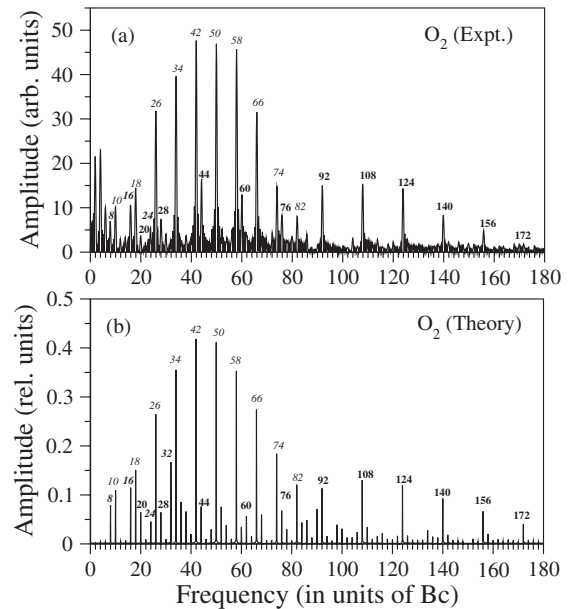 (a)
O₂ (Expt.)
Amplitude (arb. units)
50
40
30
20
10
0
8 10 16 18 20 24 26 28 34 42 44 50 58 60 66 74 76 82 92 108 124 140 156 172
0 20 40 60 80 100 120 140 160 180
(b)
O₂ (Theory)
Amplitude (rel. units)
0.5
0.4
0.3
0.2
0.1
0
8 10 16 18 20 24 26 28 32 34 42 44 50 58 60 66 74 76 82 92 108 124 140 156 172
0 20 40 60 80 100 120 140 160 180
Frequency (in units of Bc)